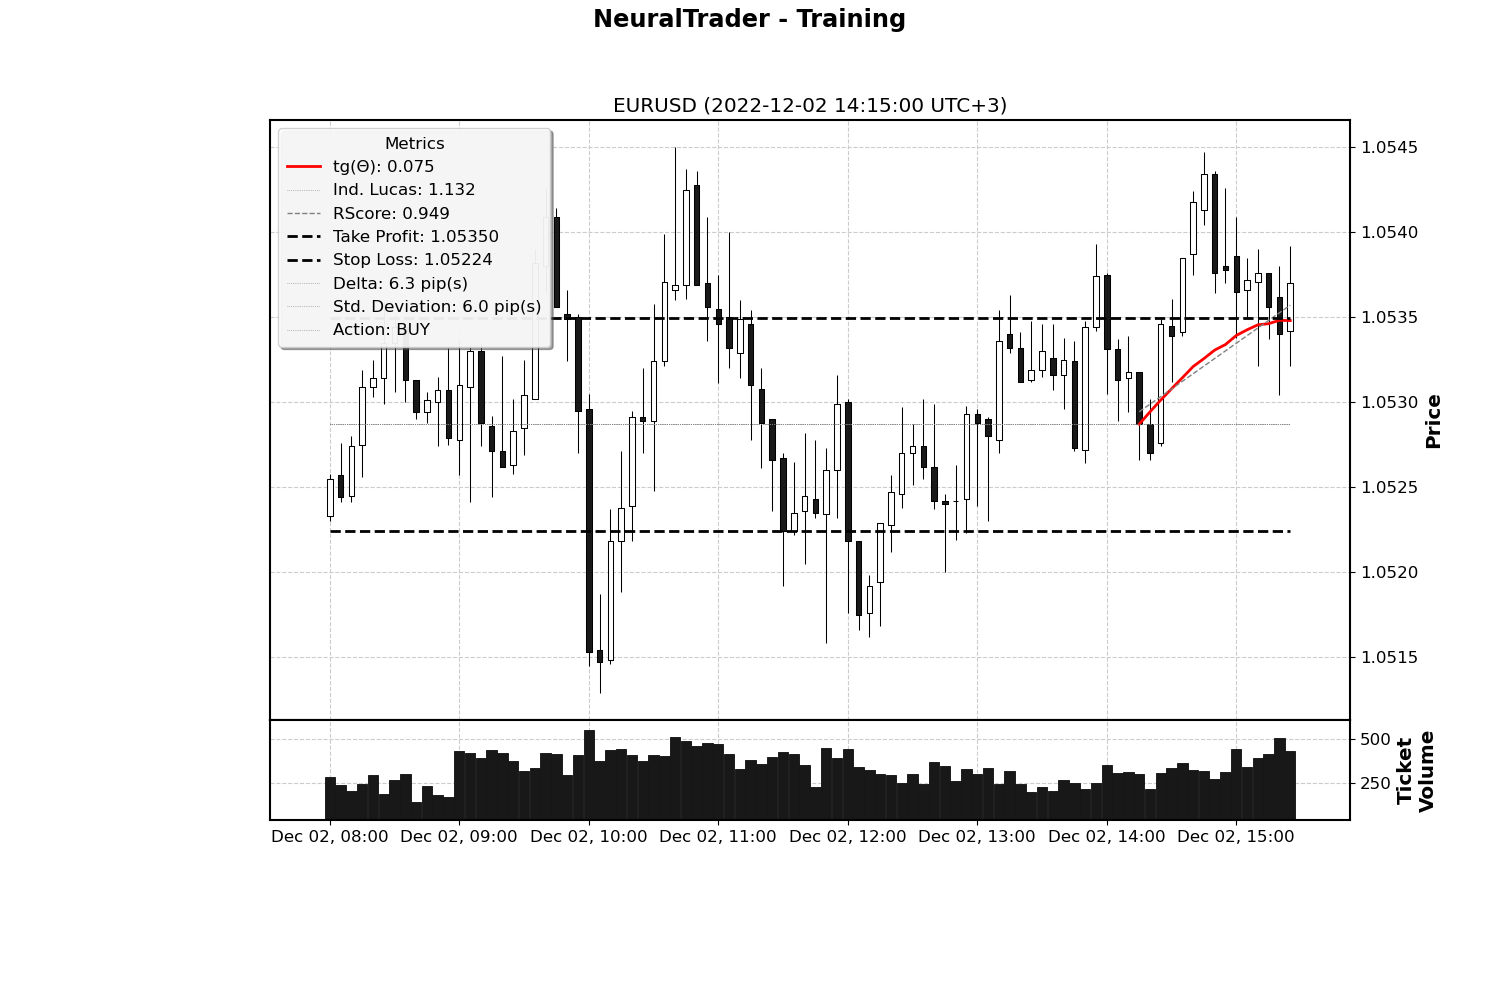 NeuralTrader - Training
EURUSD (2022-12-02 14:15:00 UTC+3)
Metrics
tg(Θ): 0.075
Ind. Lucas: 1.132
RScore: 0.949
Take Profit: 1.05350
Stop Loss: 1.05224
Delta: 6.3 pip(s)
Std. Deviation: 6.0 pip(s)
Action: BUY
1.0545
1.0540
1.0535
1.0530
1.0525
1.0520
1.0515
Price
500
250
Ticket
Volume
Dec 02, 08:00 Dec 02, 09:00 Dec 02, 10:00 Dec 02, 11:00 Dec 02, 12:00 Dec 02, 13:00 Dec 02, 14:00 Dec 02, 15:00